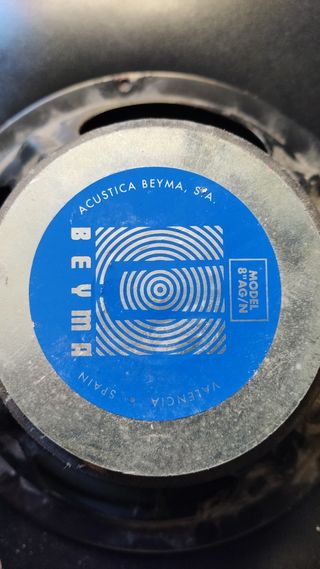 ACUSTICA BEYMA, S.A.
BEYMA
MODEL
8"AG/N
VALENCIA - SPAIN